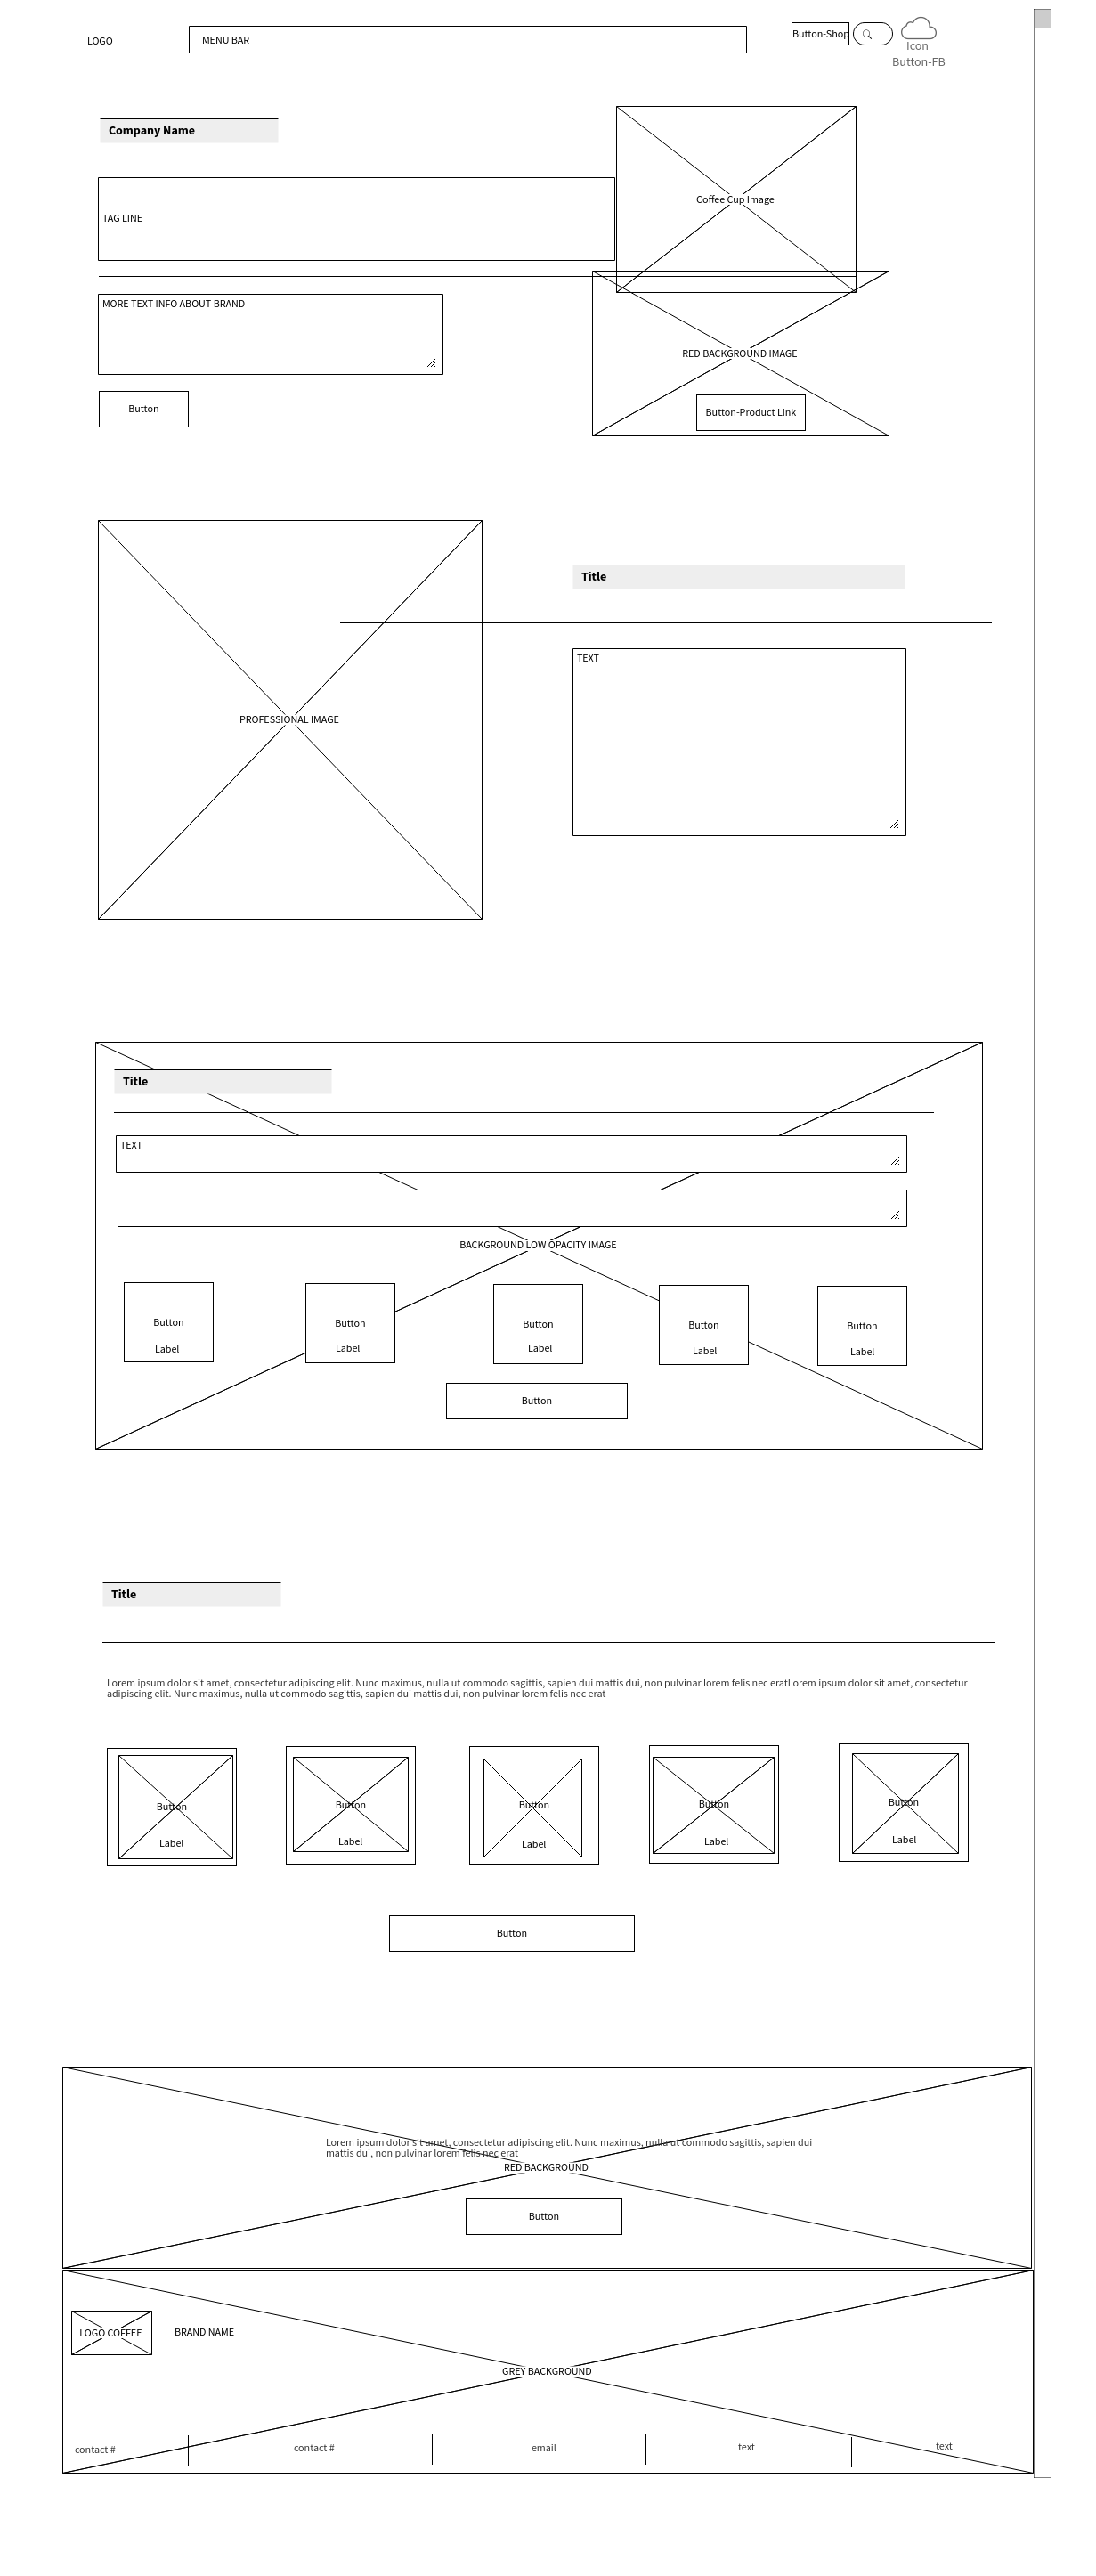 LOGO
MENU BAR
Button-Shop
Icon
Button-FB
Company Name
Coffee Cup Image
TAG LINE
MORE TEXT INFO ABOUT BRAND
RED BACKGROUND IMAGE
Button
Button-Product Link
Title
TEXT
PROFESSIONAL IMAGE
Title
TEXT
BACKGROUND LOW OPACITY IMAGE
Button
Label
Button
Label
Button
Label
Button
Label
Button
Label
Button
Title
Lorem ipsum dolor sit amet, consectetur adipiscing elit. Nunc maximus, nulla ut commodo sagittis, sapien dui mattis dui, non pulvinar lorem felis nec eratLorem ipsum dolor sit amet, consectetur
adipiscing elit. Nunc maximus, nulla ut commodo sagittis, sapien dui mattis dui, non pulvinar lorem felis nec erat
Button
Label
Button
Label
Button
Label
Button
Label
Button
Label
Button
Lorem ipsum dolor sit amet, consectetur adipiscing elit. Nunc maximus, nulla ut commodo sagittis, sapien dui
mattis dui, non pulvinar lorem felis nec erat
RED BACKGROUND
Button
LOGO COFFEE
BRAND NAME
GREY BACKGROUND
contact #
contact #
email
text
text